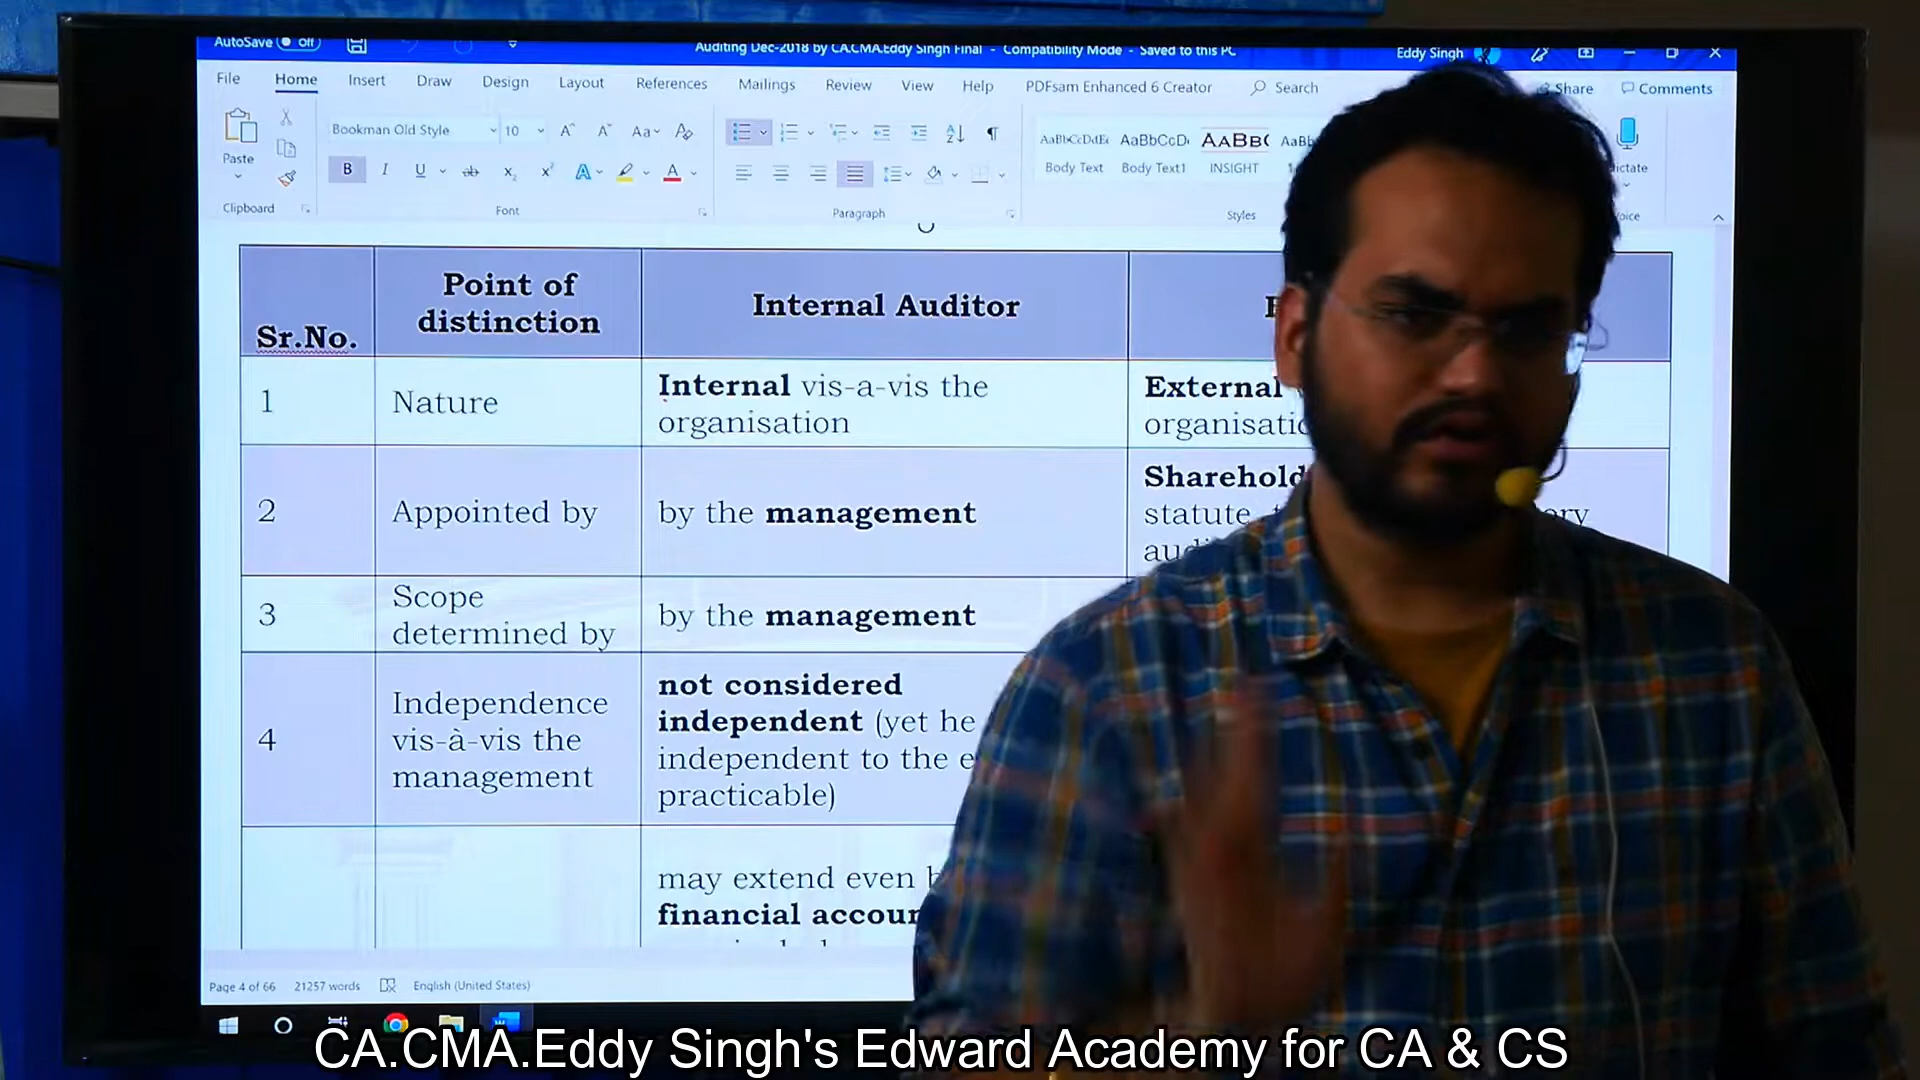 AutoSave Off
Auditing Dec-2018 by CA.CMA.Eddy Singh Final - Compatibility Mode - Saved to this PC
Eddy Singh
File Home Insert Draw Design Layout References Mailings Review View Help PDFsam Enhanced 6 Creator Search
Share Comments
Paste
Bookman Old Style 10
Clipboard
Font
Paragraph
AaBbCcDdEe AaBbCcD AABB AaBb
Body Text Body Text1 INSIGHT
Styles
Sr.No.
Point of
distinction
Internal Auditor
1
Nature
Internal vis-a-vis the
organisation
External
2
Appointed by
by the management
statute
3
Scope
determined by
by the management
4
Independence
vis-à-vis the
management
not considered
independent (yet he
independent to the
practicable)
may extend even
financial
Page 4 of 66 21257 words English (United States)
CA.CMA.Eddy Singh's Edward Academy for CA & CS